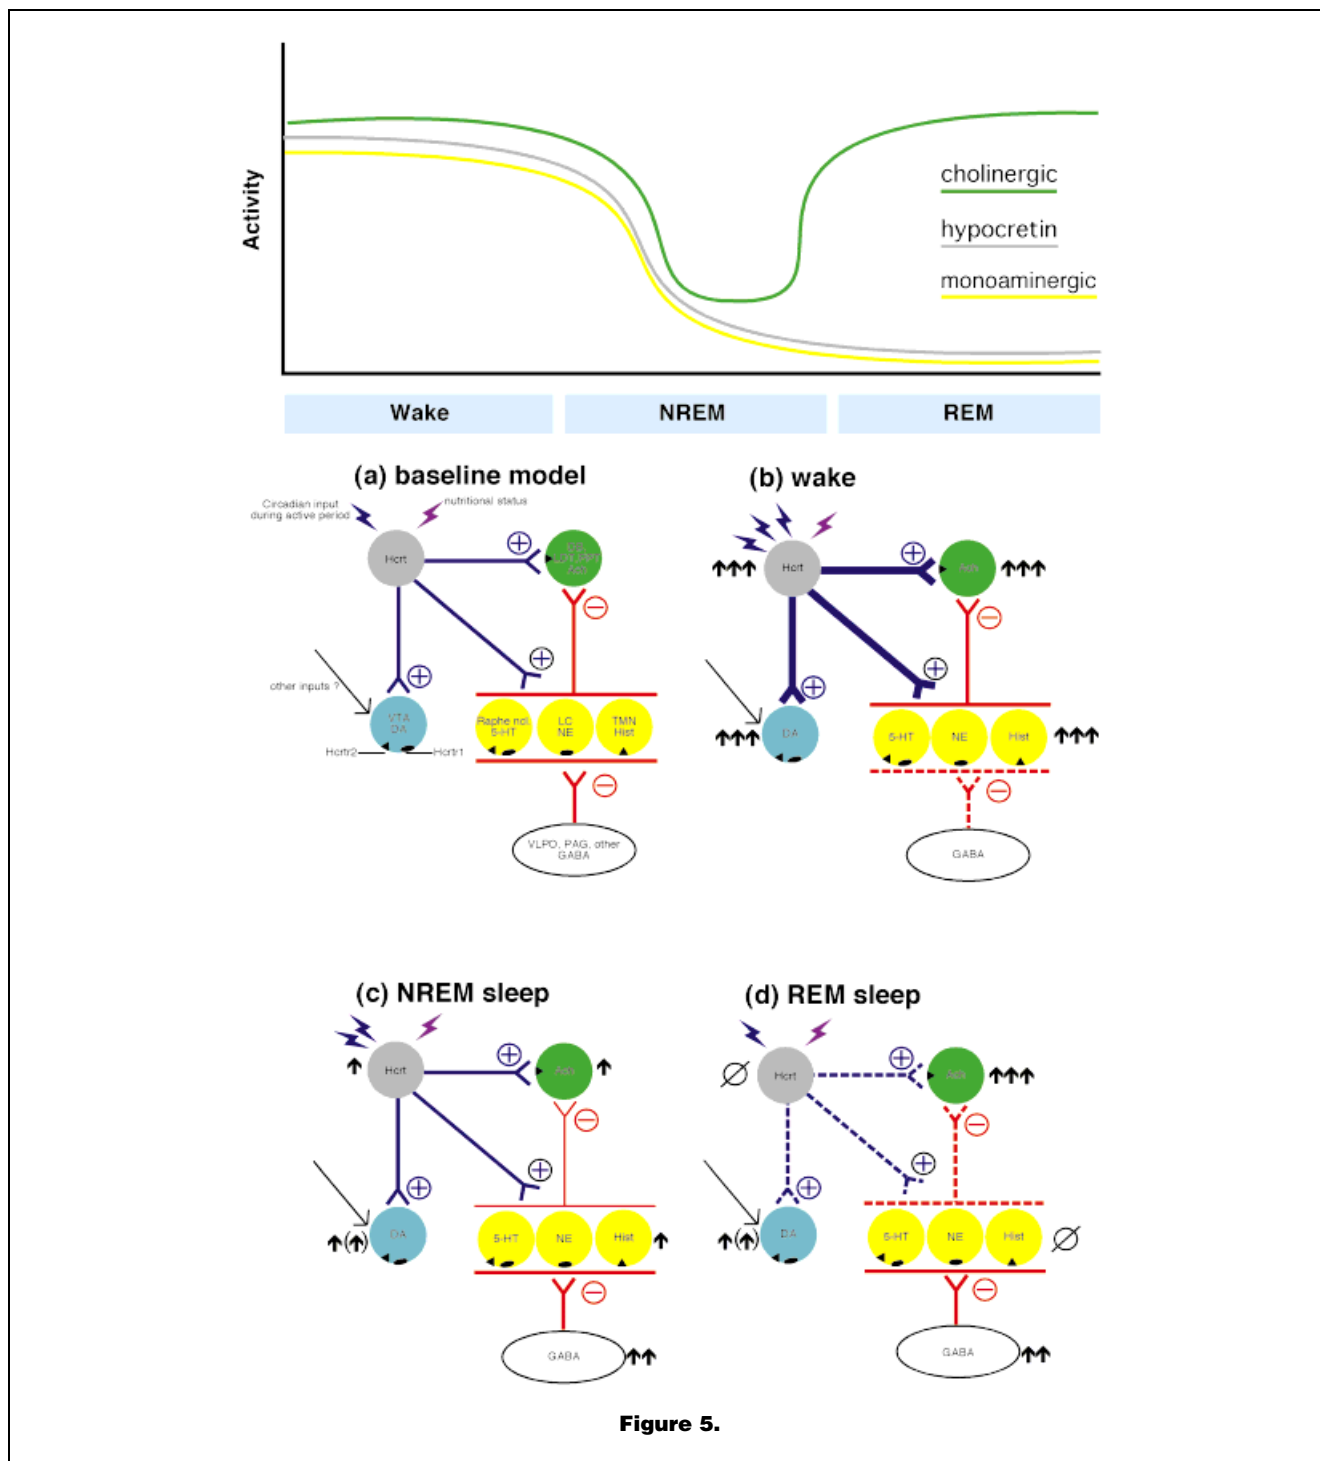 Activity
cholinergic
hypocretin
monoaminergic
Wake
NREM
REM
(a) baseline model
Circadian input
during active period
nutritional status
Hcrt
other inputs ?
VTA
DA
Hcrtr2
Hcrtr1
Raphe ncl.
5-HT
LC
NE
TMN
Hist
VLPO, PAG, other
GABA
(b) wake
Hcrt
DA
5-HT
NE
Hist
GABA
(c) NREM sleep
Hcrt
DA
5-HT
NE
Hist
GABA
(d) REM sleep
Hcrt
DA
5-HT
NE
Hist
GABA
Figure 5.